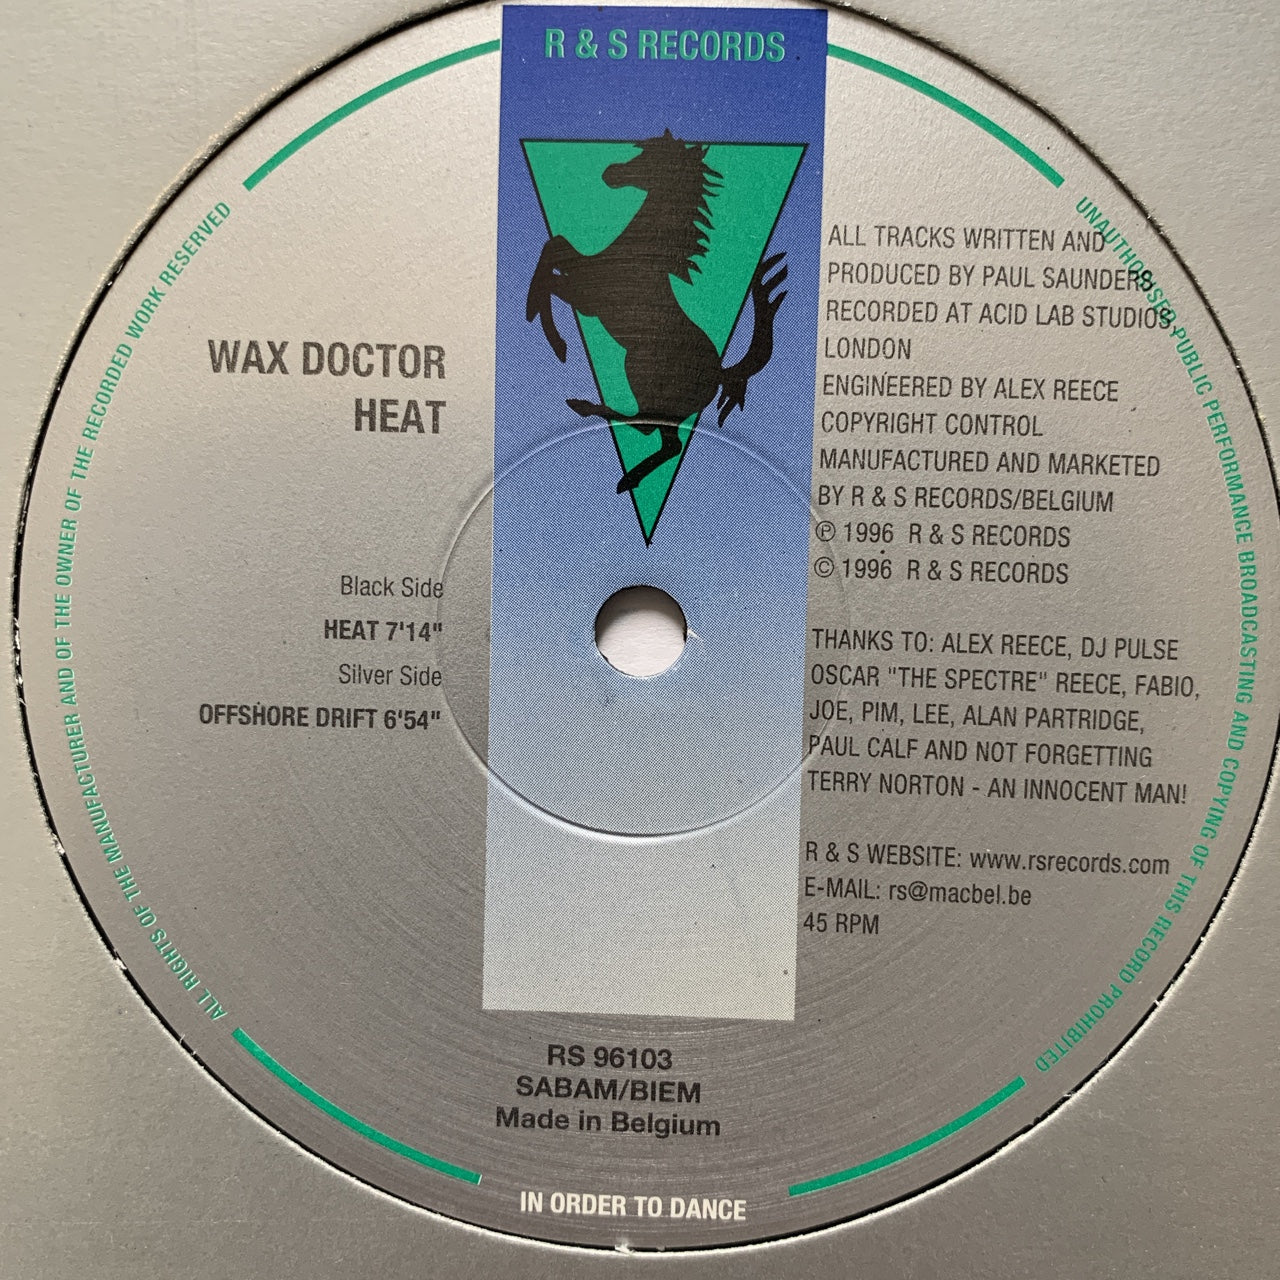 R & S RECORDS
WAX DOCTOR
HEAT
Black Side
HEAT 7'14"
Silver Side
OFFSHORE DRIFT 6'54"
ALL TRACKS WRITTEN AND
PRODUCED BY PAUL SAUNDERS
RECORDED AT ACID LAB STUDIOS,
LONDON
ENGINEERED BY ALEX REECE
COPYRIGHT CONTROL
MANUFACTURED AND MARKETED
BY R & S RECORDS/BELGIUM
℗ 1996 R & S RECORDS
© 1996 R & S RECORDS
THANKS TO: ALEX REECE, DJ PULSE
OSCAR "THE SPECTRE" REECE, FABIO,
JOE, PIM, LEE, ALAN PARTRIDGE,
PAUL CALF AND NOT FORGETTING
TERRY NORTON - AN INNOCENT MAN!
R & S WEBSITE: www.rsrecords.com
E-MAIL: rs@macbel.be
45 RPM
RS 96103
SABAM/BIEM
Made in Belgium
IN ORDER TO DANCE
ALL RIGHTS OF THE MANUFACTURER AND OF THE OWNER OF THE RECORDED WORK RESERVED
UNAUTHORISED PUBLIC PERFORMANCE BROADCASTING AND COPYING OF THIS RECORD PROHIBITED